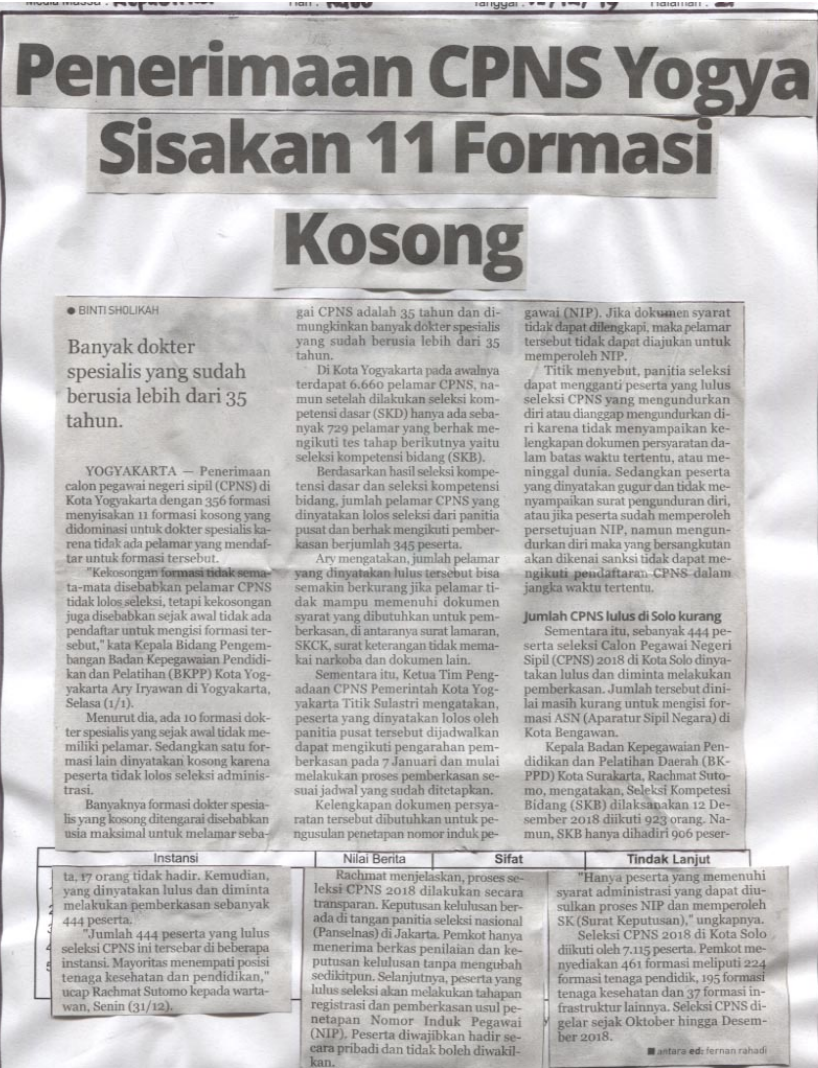 Media Massa :
Hari :
Tanggal :
Halaman :
Penerimaan CPNS Yogya
Sisakan 11 Formasi
Kosong
● BINTI SHOLIKAH
Banyak dokter
spesialis yang sudah
berusia lebih dari 35
tahun.
YOGYAKARTA — Penerimaan
calon pegawai negeri sipil (CPNS) di
Kota Yogyakarta dengan 356 formasi
menyisakan 11 formasi kosong yang
didominasi untuk dokter spesialis ka-
rena tidak ada pelamar yang mendaf-
tar untuk formasi tersebut.
"Kekosongan formasi tidak sema-
ta-mata disebabkan pelamar CPNS
tidak lolos seleksi, tetapi kekosongan
juga disebabkan sejak awal tidak ada
pendaftar untuk mengisi formasi ter-
sebut," kata Kepala Bidang Pengem-
bangan Badan Kepegawaian Pendidi-
kan dan Pelatihan (BKPP) Kota Yog-
yakarta Ary Iryawan di Yogyakarta,
Selasa (1/1).
Menurut dia, ada 10 formasi dok-
ter spesialis yang sejak awal tidak me-
miliki pelamar. Sedangkan satu for-
masi lain dinyatakan kosong karena
peserta tidak lolos seleksi adminis-
trasi.
Banyaknya formasi dokter spesia-
lis yang kosong ditengarai disebabkan
usia maksimal untuk melamar seba-
gai CPNS adalah 35 tahun dan di-
mungkinkan banyak dokter spesialis
yang sudah berusia lebih dari 35
tahun.
Di Kota Yogyakarta pada awalnya
terdapat 6.660 pelamar CPNS, na-
mun setelah dilakukan seleksi kom-
petensi dasar (SKD) hanya ada seba-
nyak 729 pelamar yang berhak me-
ngikuti tes tahap berikutnya yaitu
seleksi kompetensi bidang (SKB).
Berdasarkan hasil seleksi kompe-
tensi dasar dan seleksi kompetensi
bidang, jumlah pelamar CPNS yang
dinyatakan lolos seleksi dari panitia
pusat dan berhak mengikuti pember-
kasan berjumlah 345 peserta.
Ary mengatakan, jumlah pelamar
yang dinyatakan lulus tersebut bisa
semakin berkurang jika pelamar ti-
dak mampu memenuhi dokumen
syarat yang dibutuhkan untuk pem-
berkasan, di antaranya surat lamaran,
SKCK, surat keterangan tidak mema-
kai narkoba dan dokumen lain.
Sementara itu, Ketua Tim Peng-
adaan CPNS Pemerintah Kota Yog-
yakarta Titik Sulastri mengatakan,
peserta yang dinyatakan lolos oleh
panitia pusat tersebut dijadwalkan
dapat mengikuti pengarahan pem-
berkasan pada 7 Januari dan mulai
melakukan proses pemberkasan se-
suai jadwal yang sudah ditetapkan.
Kelengkapan dokumen persya-
ratan tersebut dibutuhkan untuk pe-
ngusulan penetapan nomor induk pe-
gawai (NIP). Jika dokumen syarat
tidak dapat dilengkapi, maka pelamar
tersebut tidak dapat diajukan untuk
memperoleh NIP.
Titik menyebut, panitia seleksi
dapat mengganti peserta yang lulus
seleksi CPNS yang mengundurkan
diri atau dianggap mengundurkan di-
ri karena tidak menyampaikan ke-
lengkapan dokumen persyaratan da-
lam batas waktu tertentu, atau me-
ninggal dunia. Sedangkan peserta
yang dinyatakan gugur dan tidak me-
nyampaikan surat pengunduran diri,
atau jika peserta sudah memperoleh
persetujuan NIP, namun mengun-
durkan diri maka yang bersangkutan
akan dikenai sanksi tidak dapat me-
ngikuti pendaftaran CPNS dalam
jangka waktu tertentu.
Jumlah CPNS lulus di Solo kurang
Sementara itu, sebanyak 444 pe-
serta seleksi Calon Pegawai Negeri
Sipil (CPNS) 2018 di Kota Solo dinya-
takan lulus dan diminta melakukan
pemberkasan. Jumlah tersebut dini-
lai masih kurang untuk mengisi for-
masi ASN (Aparatur Sipil Negara) di
Kota Bengawan.
Kepala Badan Kepegawaian Pen-
didikan dan Pelatihan Daerah (BK-
PPD) Kota Surakarta, Rachmat Suto-
mo, mengatakan, Seleksi Kompetesi
Bidang (SKB) dilaksanakan 12 De-
sember 2018 diikuti 923 orang. Na-
mun, SKB hanya dihadiri 906 peser-
Instansi
Nilai Berita
Sifat
Tindak Lanjut
ta, 17 orang tidak hadir. Kemudian,
yang dinyatakan lulus dan diminta
melakukan pemberkasan sebanyak
444 peserta.
"Jumlah 444 peserta yang lulus
seleksi CPNS ini tersebar di beberapa
instansi. Mayoritas menempati posisi
tenaga kesehatan dan pendidikan,"
ucap Rachmat Sutomo kepada warta-
wan, Senin (31/12).
Rachmat menjelaskan, proses se-
leksi CPNS 2018 dilakukan secara
transparan. Keputusan kelulusan ber-
ada di tangan panitia seleksi nasional
(Panselnas) di Jakarta. Pemkot hanya
menerima berkas penilaian dan ke-
putusan kelulusan tanpa mengubah
sedikitpun. Selanjutnya, peserta yang
lulus seleksi akan melakukan tahapan
registrasi dan pemberkasan usul pe-
netapan Nomor Induk Pegawai
(NIP). Peserta diwajibkan hadir se-
cara pribadi dan tidak boleh diwakil-
kan.
"Hanya peserta yang memenuhi
syarat administrasi yang dapat diu-
sulkan proses NIP dan memperoleh
SK (Surat Keputusan)," ungkapnya.
Seleksi CPNS 2018 di Kota Solo
diikuti oleh 7.115 peserta. Pemkot me-
nyediakan 461 formasi meliputi 224
formasi tenaga pendidik, 195 formasi
tenaga kesehatan dan 37 formasi in-
frastruktur lainnya. Seleksi CPNS di-
gelar sejak Oktober hingga Desem-
ber 2018.
■ antara ed: fernan rahadi